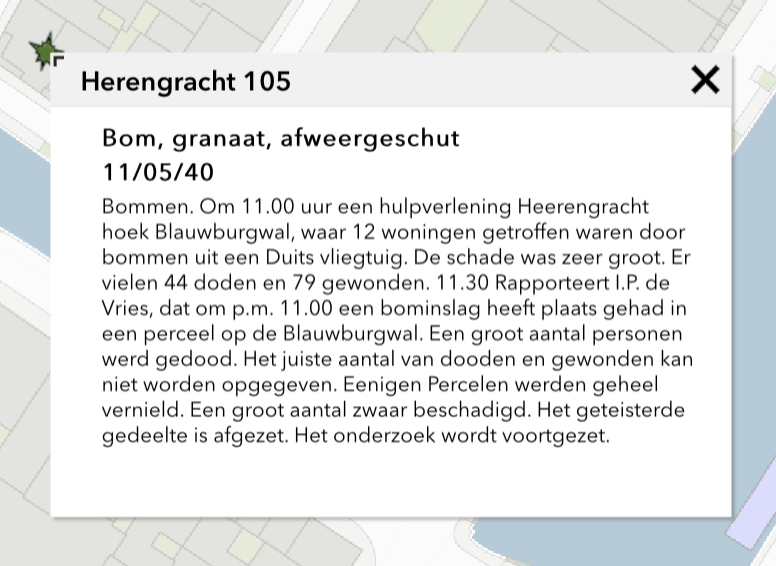 Herengracht 105
Bom, granaat, afweergeschut
11/05/40
Bommen. Om 11.00 uur een hulpverlening Heerengracht
hoek Blauwburgwal, waar 12 woningen getroffen waren door
bommen uit een Duits vliegtuig. De schade was zeer groot. Er
vielen 44 doden en 79 gewonden. 11.30 Rapporteert I.P. de
Vries, dat om p.m. 11.00 een bominslag heeft plaats gehad in
een perceel op de Blauwburgwal. Een groot aantal personen
werd gedood. Het juiste aantal van dooden en gewonden kan
niet worden opgegeven. Eenigen Percelen werden geheel
vernield. Een groot aantal zwaar beschadigd. Het geteisterde
gedeelte is afgezet. Het onderzoek wordt voortgezet.